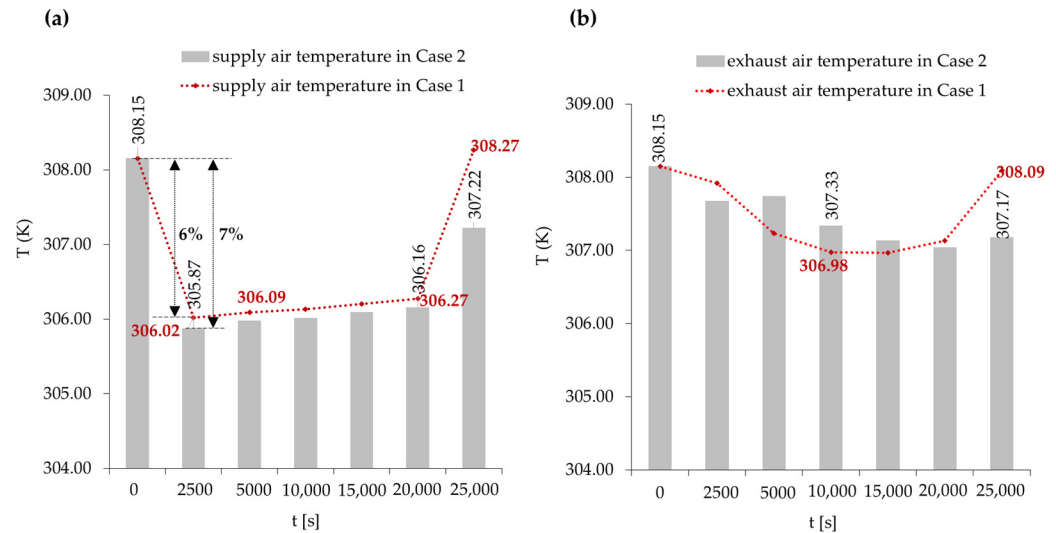 (a)
supply air temperature in Case 2
supply air temperature in Case 1
T (K)
309.00
308.00
307.00
306.00
305.00
304.00
308.15
305.87
306.16
307.22
306.02
306.09
306.27
308.27
6%
7%
0 2500 5000 10,000 15,000 20,000 25,000
t [s]
(b)
exhaust air temperature in Case 2
exhaust air temperature in Case 1
T (K)
309.00
308.00
307.00
306.00
305.00
304.00
308.15
307.33
307.17
306.98
308.09
0 2500 5000 10,000 15,000 20,000 25,000
t [s]